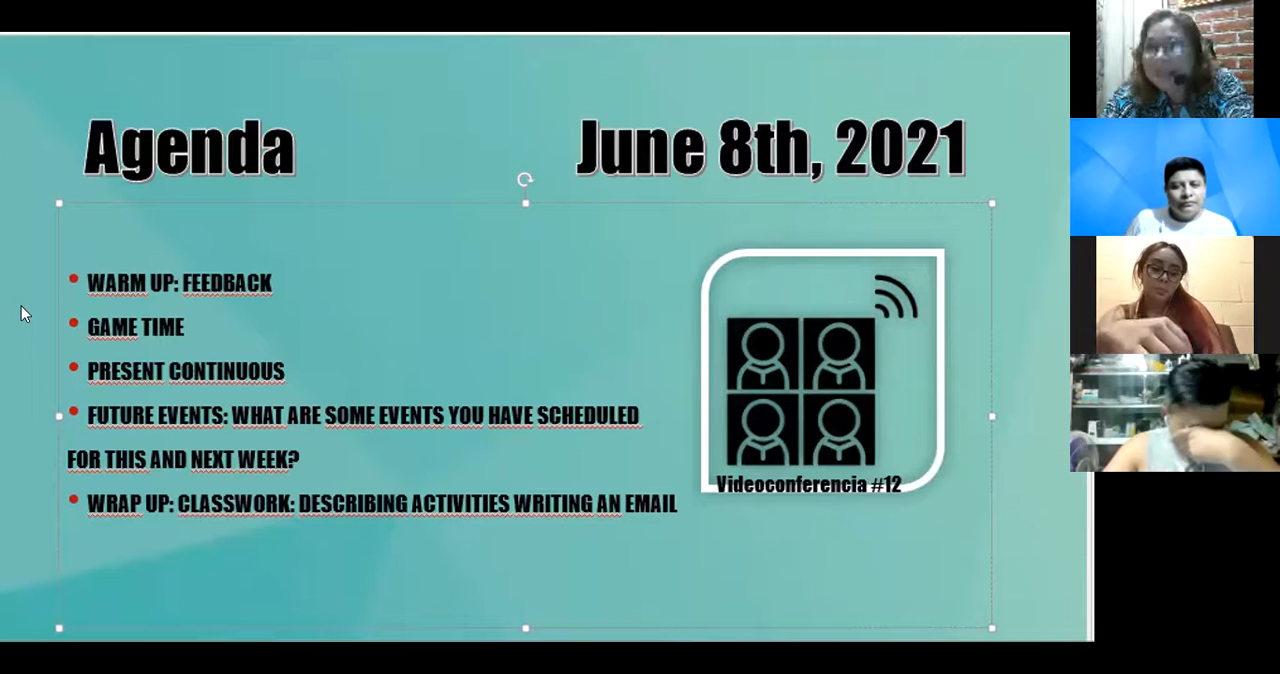 Agenda
June 8th, 2021
WARM UP: FEEDBACK
GAME TIME
PRESENT CONTINUOUS
FUTURE EVENTS: WHAT ARE SOME EVENTS YOU HAVE SCHEDULED
FOR THIS AND NEXT WEEK?
WRAP UP: CLASSWORK: DESCRIBING ACTIVITIES WRITING AN EMAIL
Videoconferencia #12